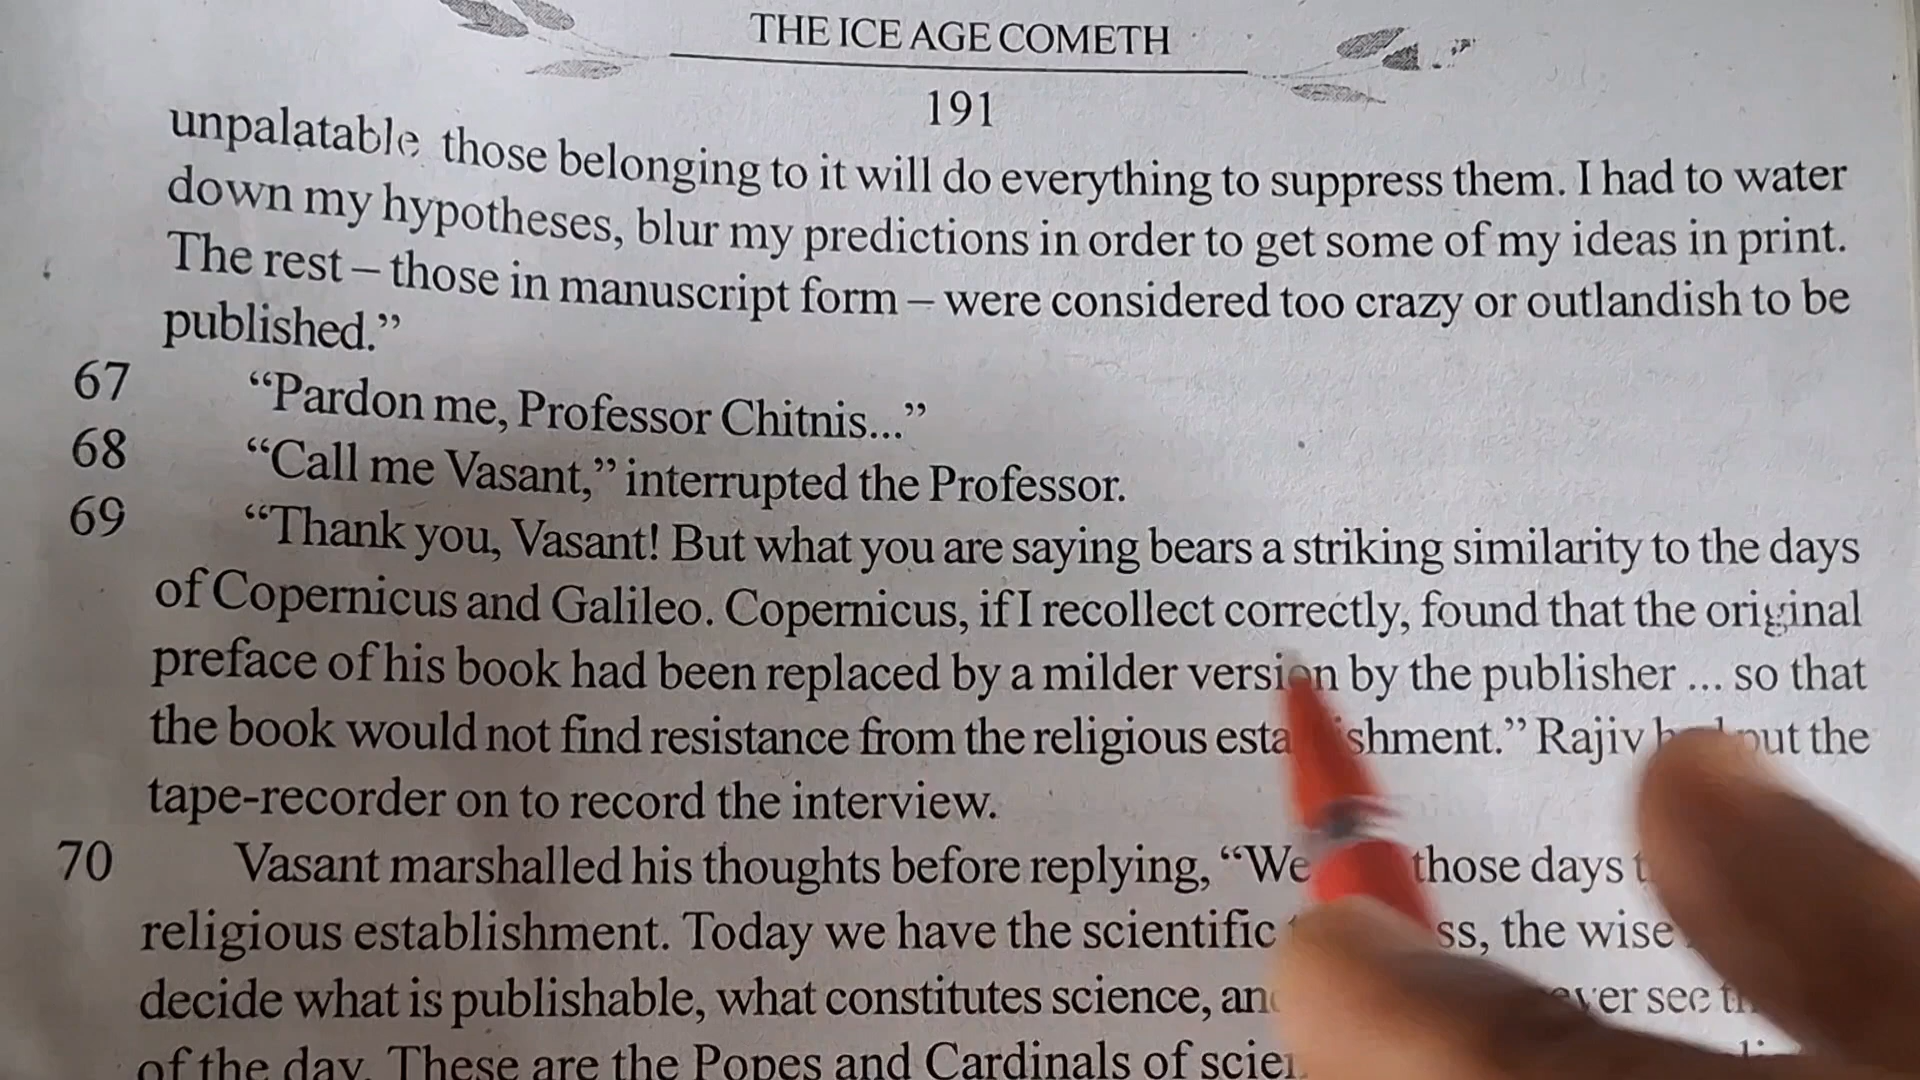 THE ICE AGE COMETH
191
unpalatable those belonging to it will do everything to suppress them. I had to water
down my hypotheses, blur my predictions in order to get some of my ideas in print.
The rest – those in manuscript form – were considered too crazy or outlandish to be
published.”
67 “Pardon me, Professor Chitnis...”
68 “Call me Vasant,” interrupted the Professor.
69 “Thank you, Vasant! But what you are saying bears a striking similarity to the days
of Copernicus and Galileo. Copernicus, if I recollect correctly, found that the original
preface of his book had been replaced by a milder version by the publisher ... so that
the book would not find resistance from the religious establishment.” Rajiv had put the
tape-recorder on to record the interview.
70 Vasant marshalled his thoughts before replying, “ those days
religious establishment. Today we have the scientific the wise
decide what is publishable, what constitutes science, see
of the day. These are the Popes and Cardinals of